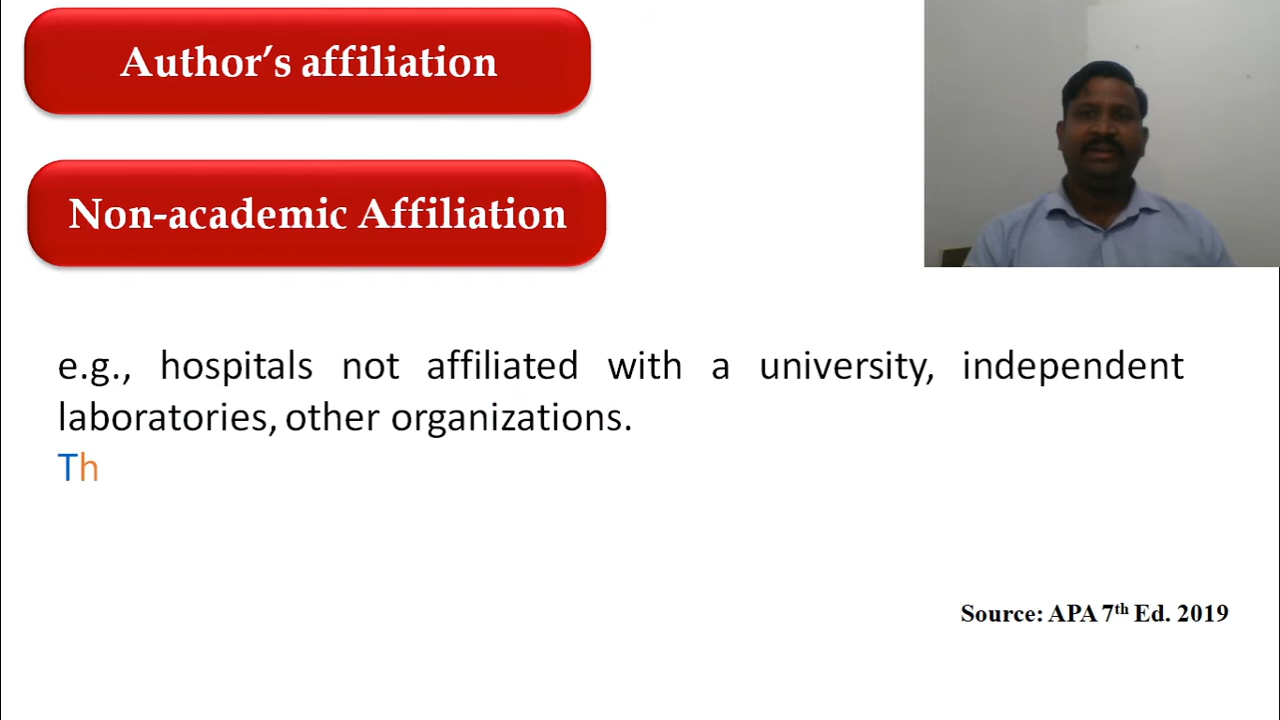 Author’s affiliation
Non-academic Affiliation
e.g., hospitals not affiliated with a university, independent
laboratories, other organizations.
Th
Source: APA 7th Ed. 2019